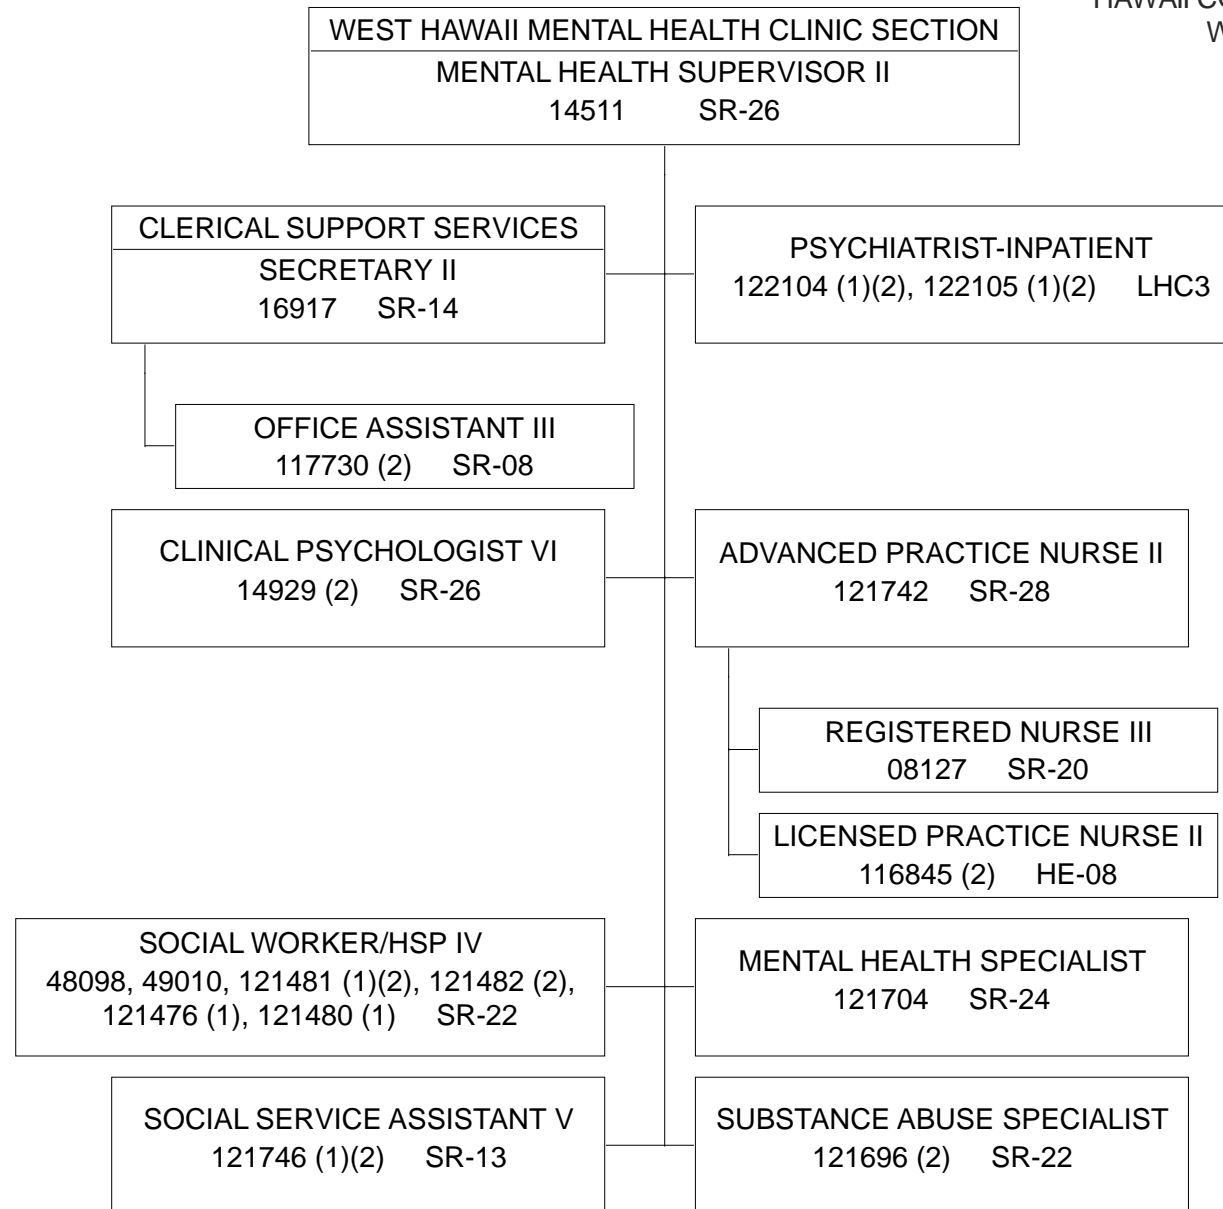 HAWAII CO
W
WEST HAWAII MENTAL HEALTH CLINIC SECTION
MENTAL HEALTH SUPERVISOR II
14511 SR-26
CLERICAL SUPPORT SERVICES
SECRETARY II
16917 SR-14
PSYCHIATRIST-INPATIENT
122104 (1)(2), 122105 (1)(2) LHC3
OFFICE ASSISTANT III
117730 (2) SR-08
CLINICAL PSYCHOLOGIST VI
14929 (2) SR-26
ADVANCED PRACTICE NURSE II
121742 SR-28
REGISTERED NURSE III
08127 SR-20
LICENSED PRACTICE NURSE II
116845 (2) HE-08
SOCIAL WORKER/HSP IV
48098, 49010, 121481 (1)(2), 121482 (2),
121476 (1), 121480 (1) SR-22
MENTAL HEALTH SPECIALIST
121704 SR-24
SOCIAL SERVICE ASSISTANT V
121746 (1)(2) SR-13
SUBSTANCE ABUSE SPECIALIST
121696 (2) SR-22